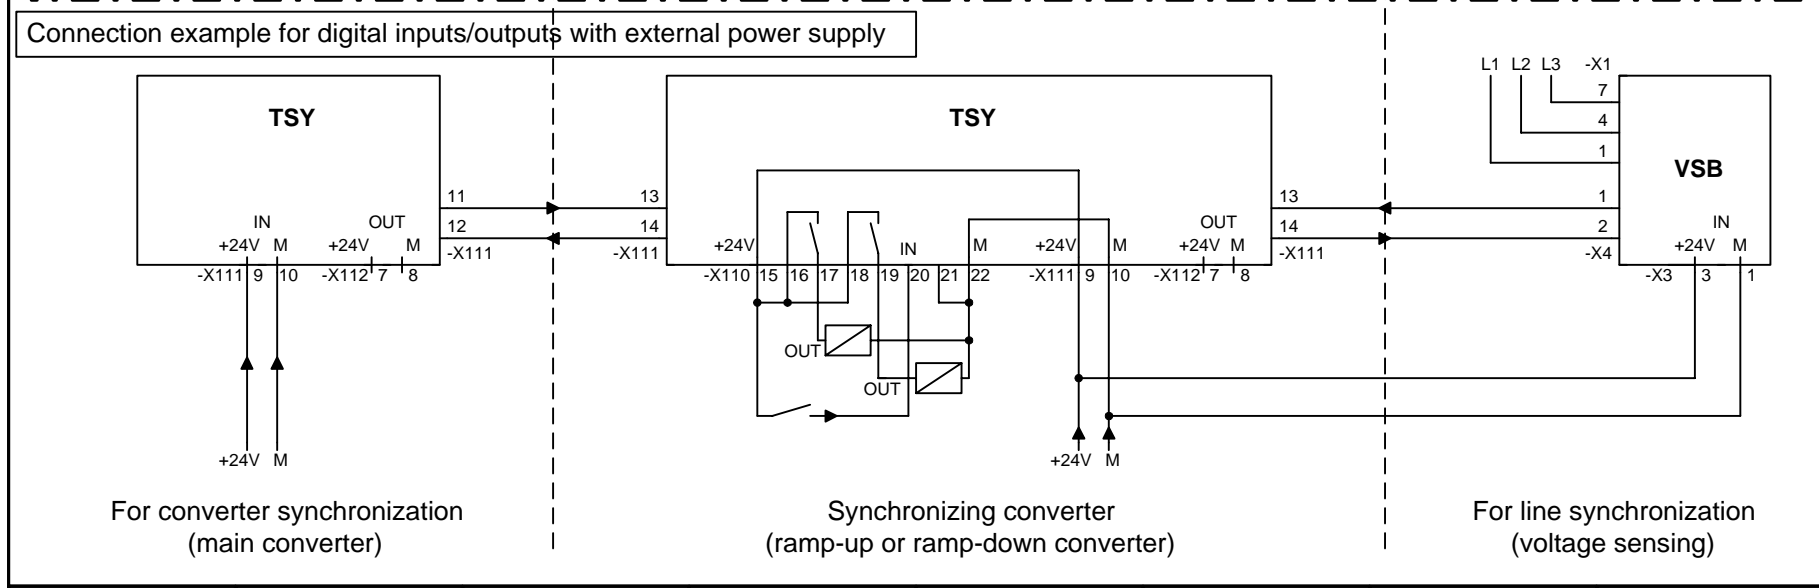 Connection example for digital inputs/outputs with external power supply
L1 L2 L3 -X1
7
TSY TSY
4
1
VSB
11 13 13 1
IN OUT OUT IN
12 14 14 2
+24V M +24V M -X111 -X111 +24V IN M +24V M +24V M -X111 -X4 +24V M
-X111 9 10 -X112 7 8 -X110 15 16 17 18 19 20 21 22 -X111 9 10 -X112 7 8 -X3 3 1
OUT
OUT
+24V M +24V M
For converter synchronization Synchronizing converter For line synchronization
(main converter) (ramp-up or ramp-down converter) (voltage sensing)